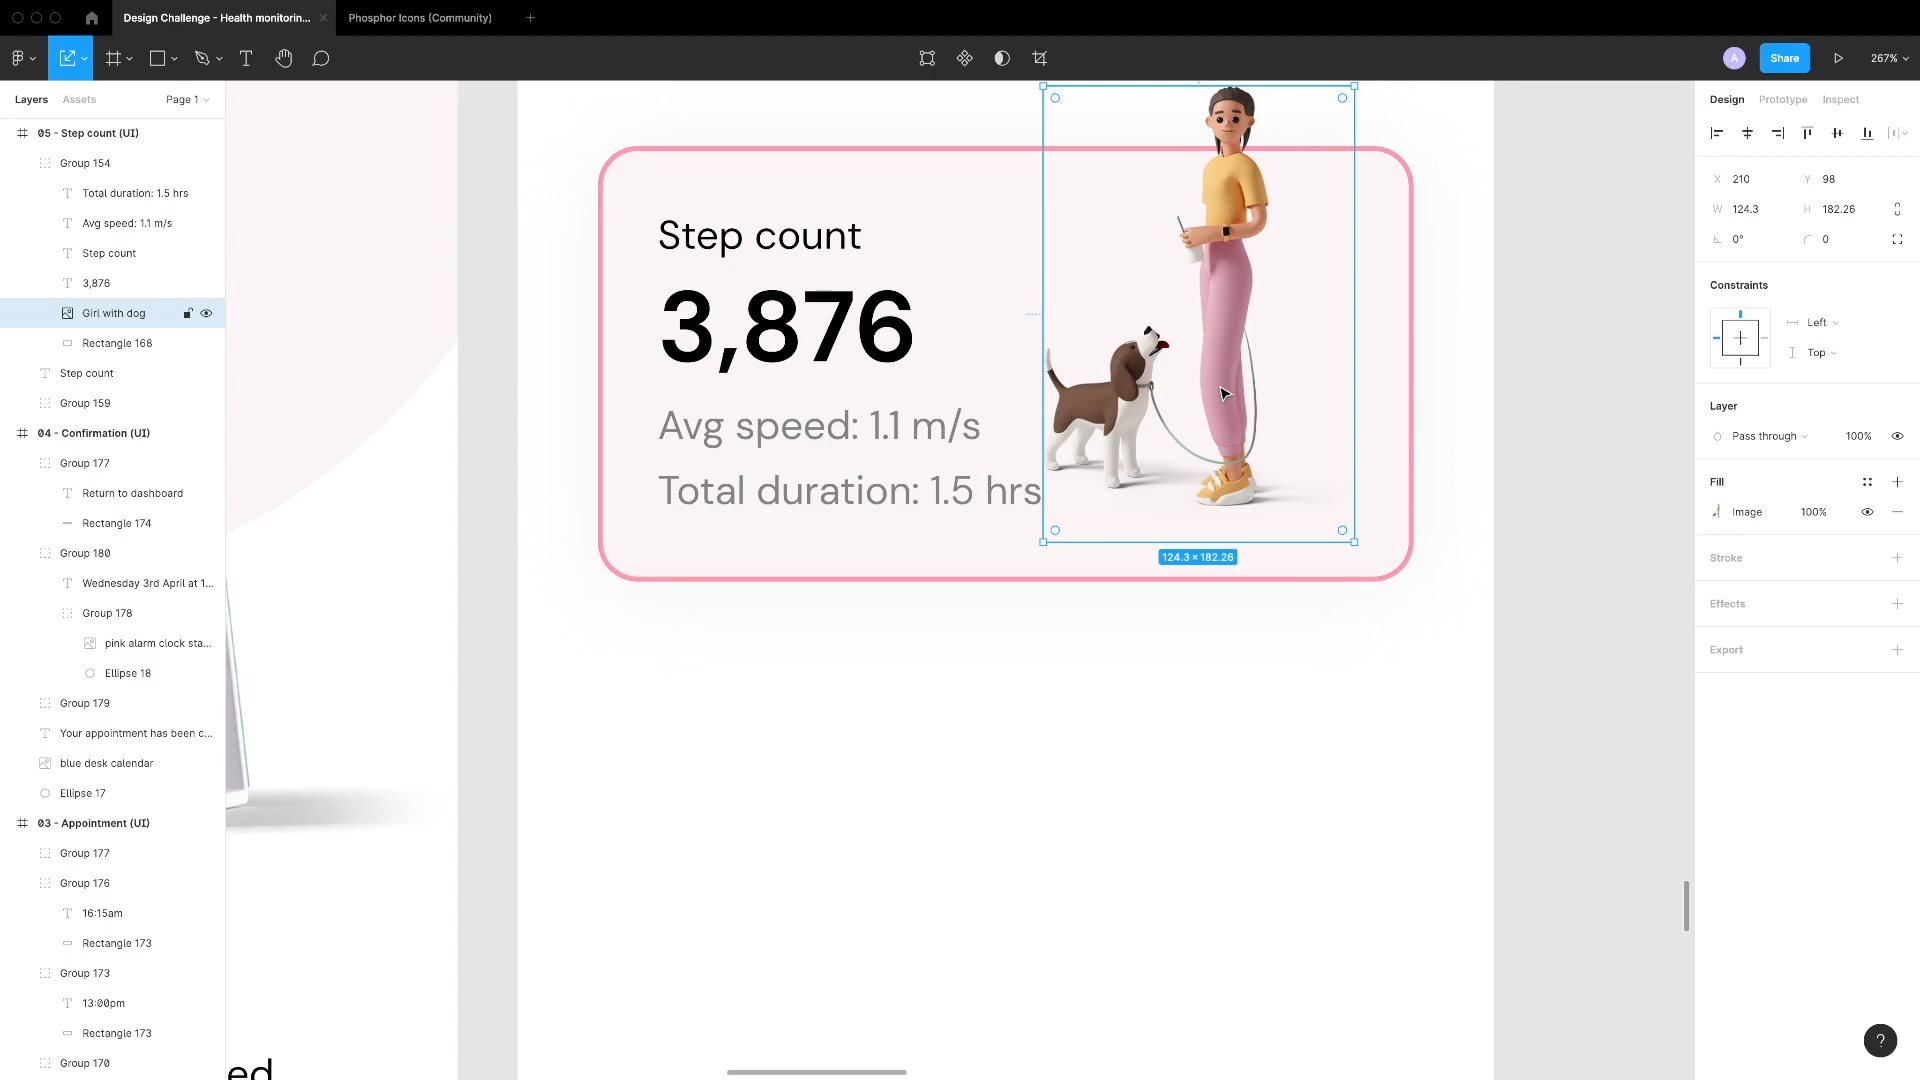 Design Challenge - Health monitorin...
Phosphor Icons (Community)
A
Share
267%
Layers
Assets
Page 1
05 - Step count (UI)
Group 154
Total duration: 1.5 hrs
Avg speed: 1.1 m/s
Step count
3,876
Girl with dog
Rectangle 168
Step count
Group 159
04 - Confirmation (UI)
Group 177
Return to dashboard
Rectangle 174
Group 180
Wednesday 3rd April at 1...
Group 178
pink alarm clock sta...
Ellipse 18
Group 179
Your appointment has been c...
blue desk calendar
Ellipse 17
03 - Appointment (UI)
Group 177
Group 176
16:15am
Rectangle 173
Group 173
13:00pm
Rectangle 173
Group 170
Step count
3,876
Avg speed: 1.1 m/s
Total duration: 1.5 hrs
124.3 × 182.26
ed
Design
Prototype
Inspect
X 210
Y 98
W 124.3
H 182.26
0°
0
Constraints
Left
Top
Layer
Pass through
100%
Fill
Image
100%
Stroke
Effects
Export
?